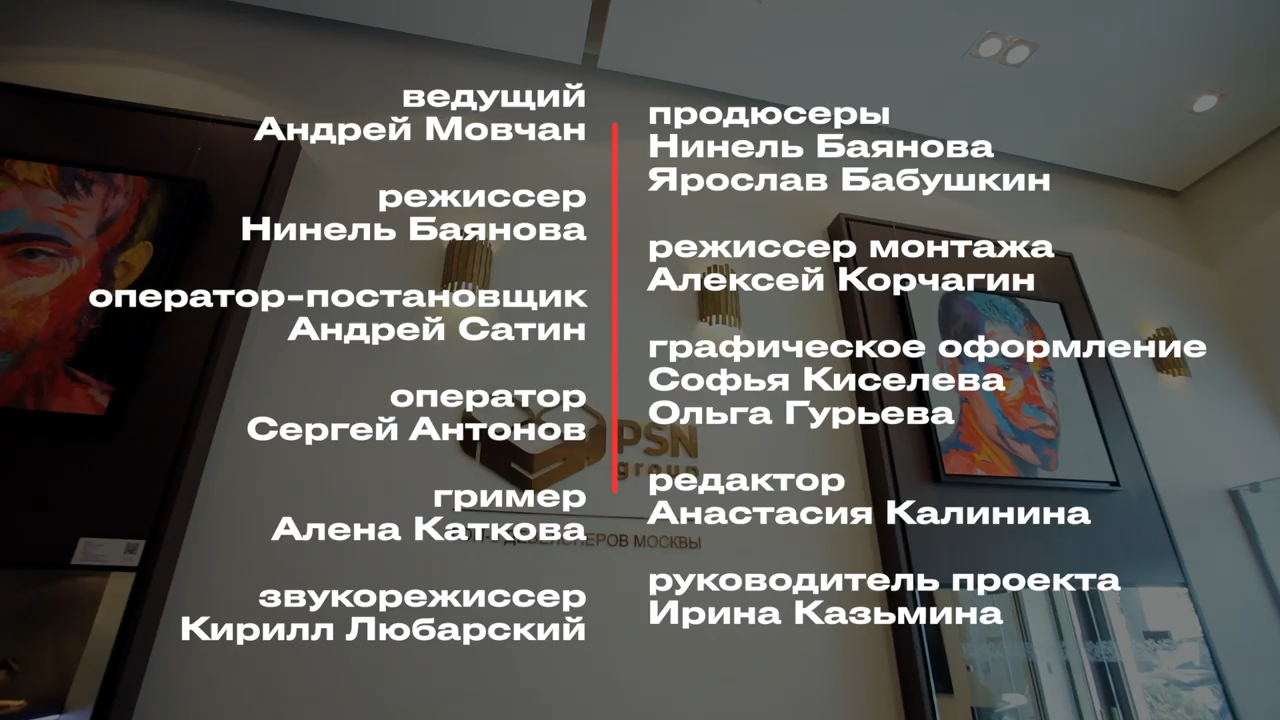 ведущий
Андрей Мовчан
режиссер
Нинель Баянова
оператор-постановщик
Андрей Сатин
оператор
Сергей Антонов
гример
Алена Каткова
звукорежиссер
Кирилл Любарский
продюсеры
Нинель Баянова
Ярослав Бабушкин
режиссер монтажа
Алексей Корчагин
графическое оформление
Софья Киселева
Ольга Гурьева
редактор
Анастасия Калинина
руководитель проекта
Ирина Казьмина
PSN
group
МОСКВЫ